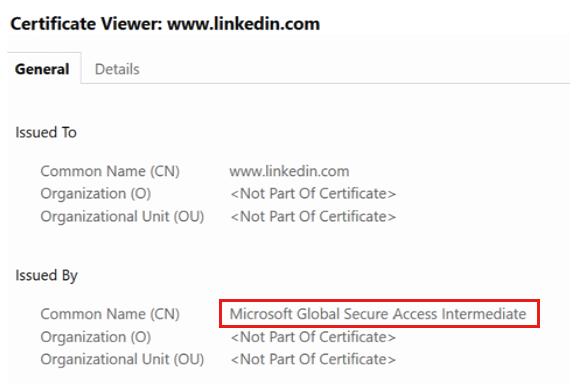 Certificate Viewer: www.linkedin.com
General Details
Issued To
Common Name (CN) www.linkedin.com
Organization (O) <Not Part Of Certificate>
Organizational Unit (OU) <Not Part Of Certificate>
Issued By
Common Name (CN) Microsoft Global Secure Access Intermediate
Organization (O) <Not Part Of Certificate>
Organizational Unit (OU) <Not Part Of Certificate>